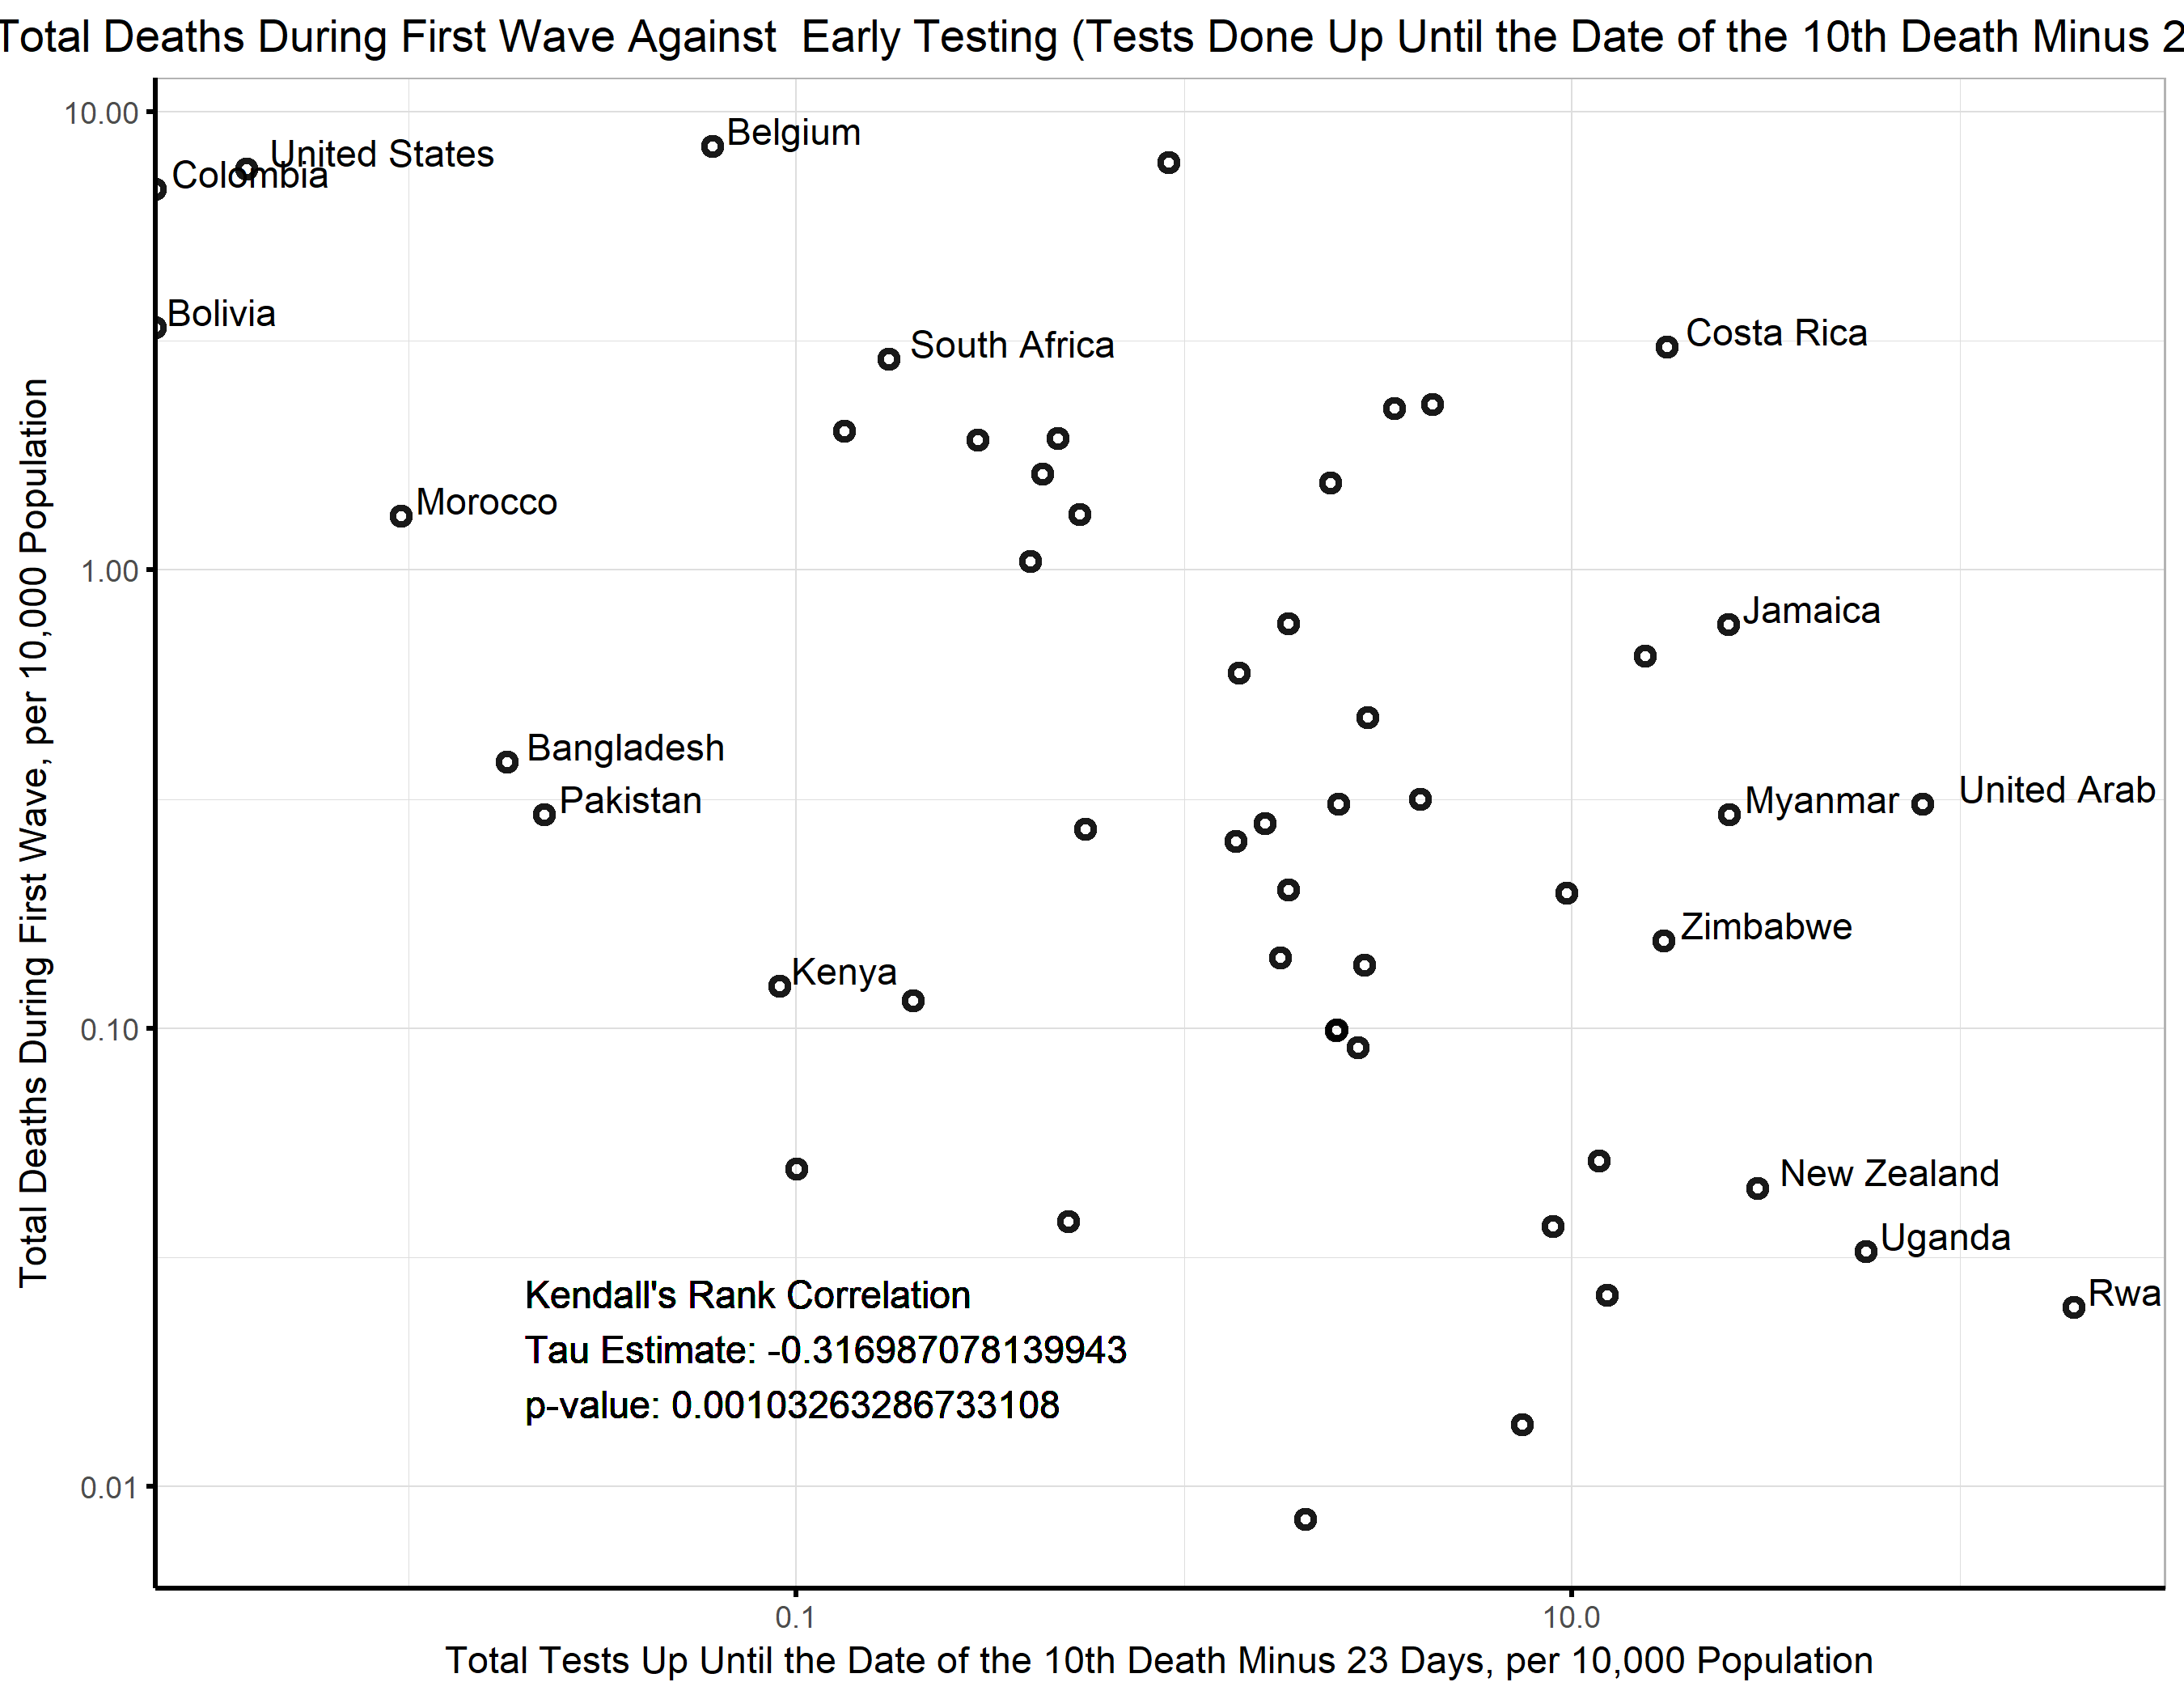 Total Deaths During First Wave Against  Early Testing (Tests Done Up Until the Date of the 10th Death Minus 2
10.00
1.00
0.10
0.01
Total Deaths During First Wave, per 10,000 Population
Belgium
United States
Colombia
Bolivia
South Africa
Costa Rica
Morocco
Jamaica
Bangladesh
Pakistan
Myanmar
United Arab
Zimbabwe
Kenya
New Zealand
Uganda
Rwa
Kendall's Rank Correlation
Tau Estimate: -0.316987078139943
p-value: 0.00103263286733108
0.1
10.0
Total Tests Up Until the Date of the 10th Death Minus 23 Days, per 10,000 Population